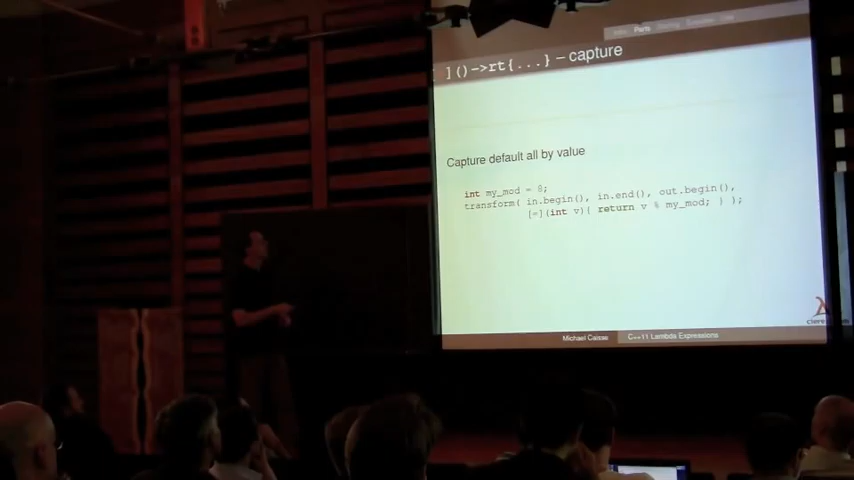 Parts
]()->rt{...} – capture
Capture default all by value
int my_mod = 8;
transform( in.begin(), in.end(), out.begin(),
[=](int v){ return v % my_mod; } );
Michael Caisse
C++11 Lambda Expressions